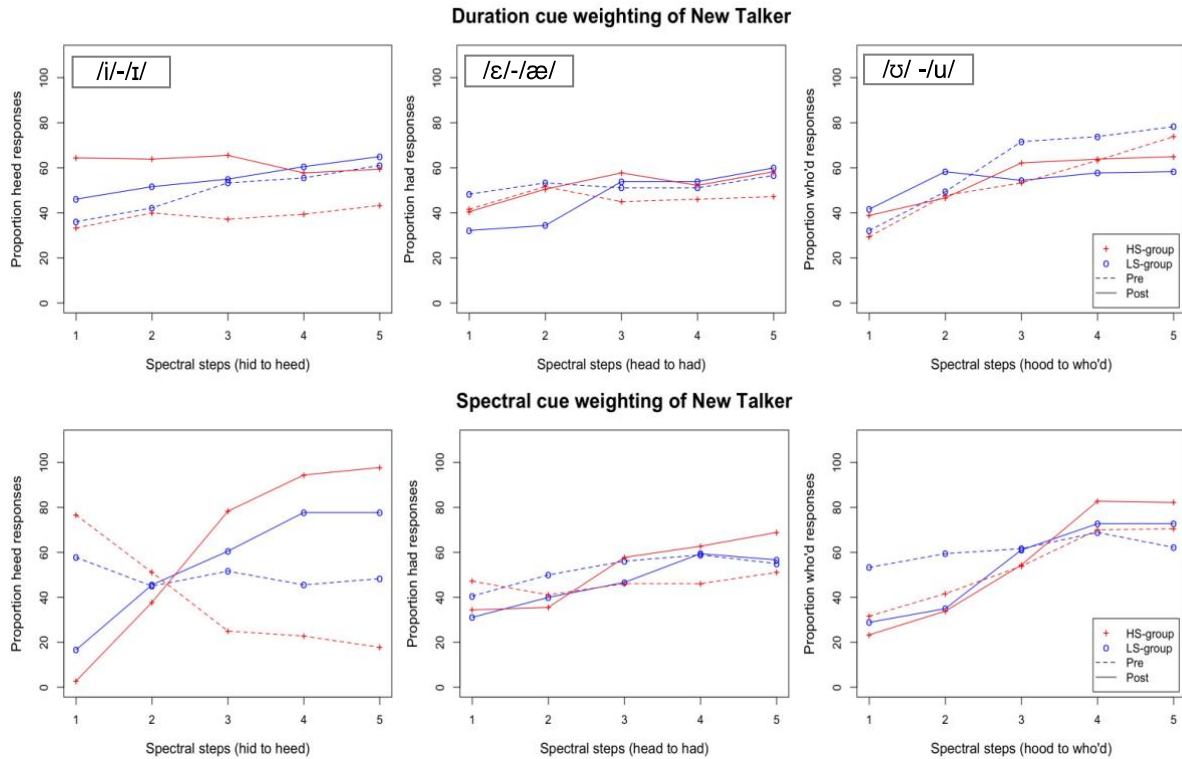 Duration cue weighting of New Talker
/i/-/ɪ/
Proportion heed responses
0 20 40 60 80 100
1 2 3 4 5
Spectral steps (hid to heed)
/ɛ/-/æ/
Proportion had responses
0 20 40 60 80 100
1 2 3 4 5
Spectral steps (head to had)
/ʊ/ -/u/
Proportion who'd responses
0 20 40 60 80 100
HS-group
LS-group
Pre
Post
1 2 3 4 5
Spectral steps (hood to who'd)
Spectral cue weighting of New Talker
Proportion heed responses
0 20 40 60 80 100
1 2 3 4 5
Spectral steps (hid to heed)
Proportion had responses
0 20 40 60 80 100
1 2 3 4 5
Spectral steps (head to had)
Proportion who'd responses
0 20 40 60 80 100
HS-group
LS-group
Pre
Post
1 2 3 4 5
Spectral steps (hood to who'd)